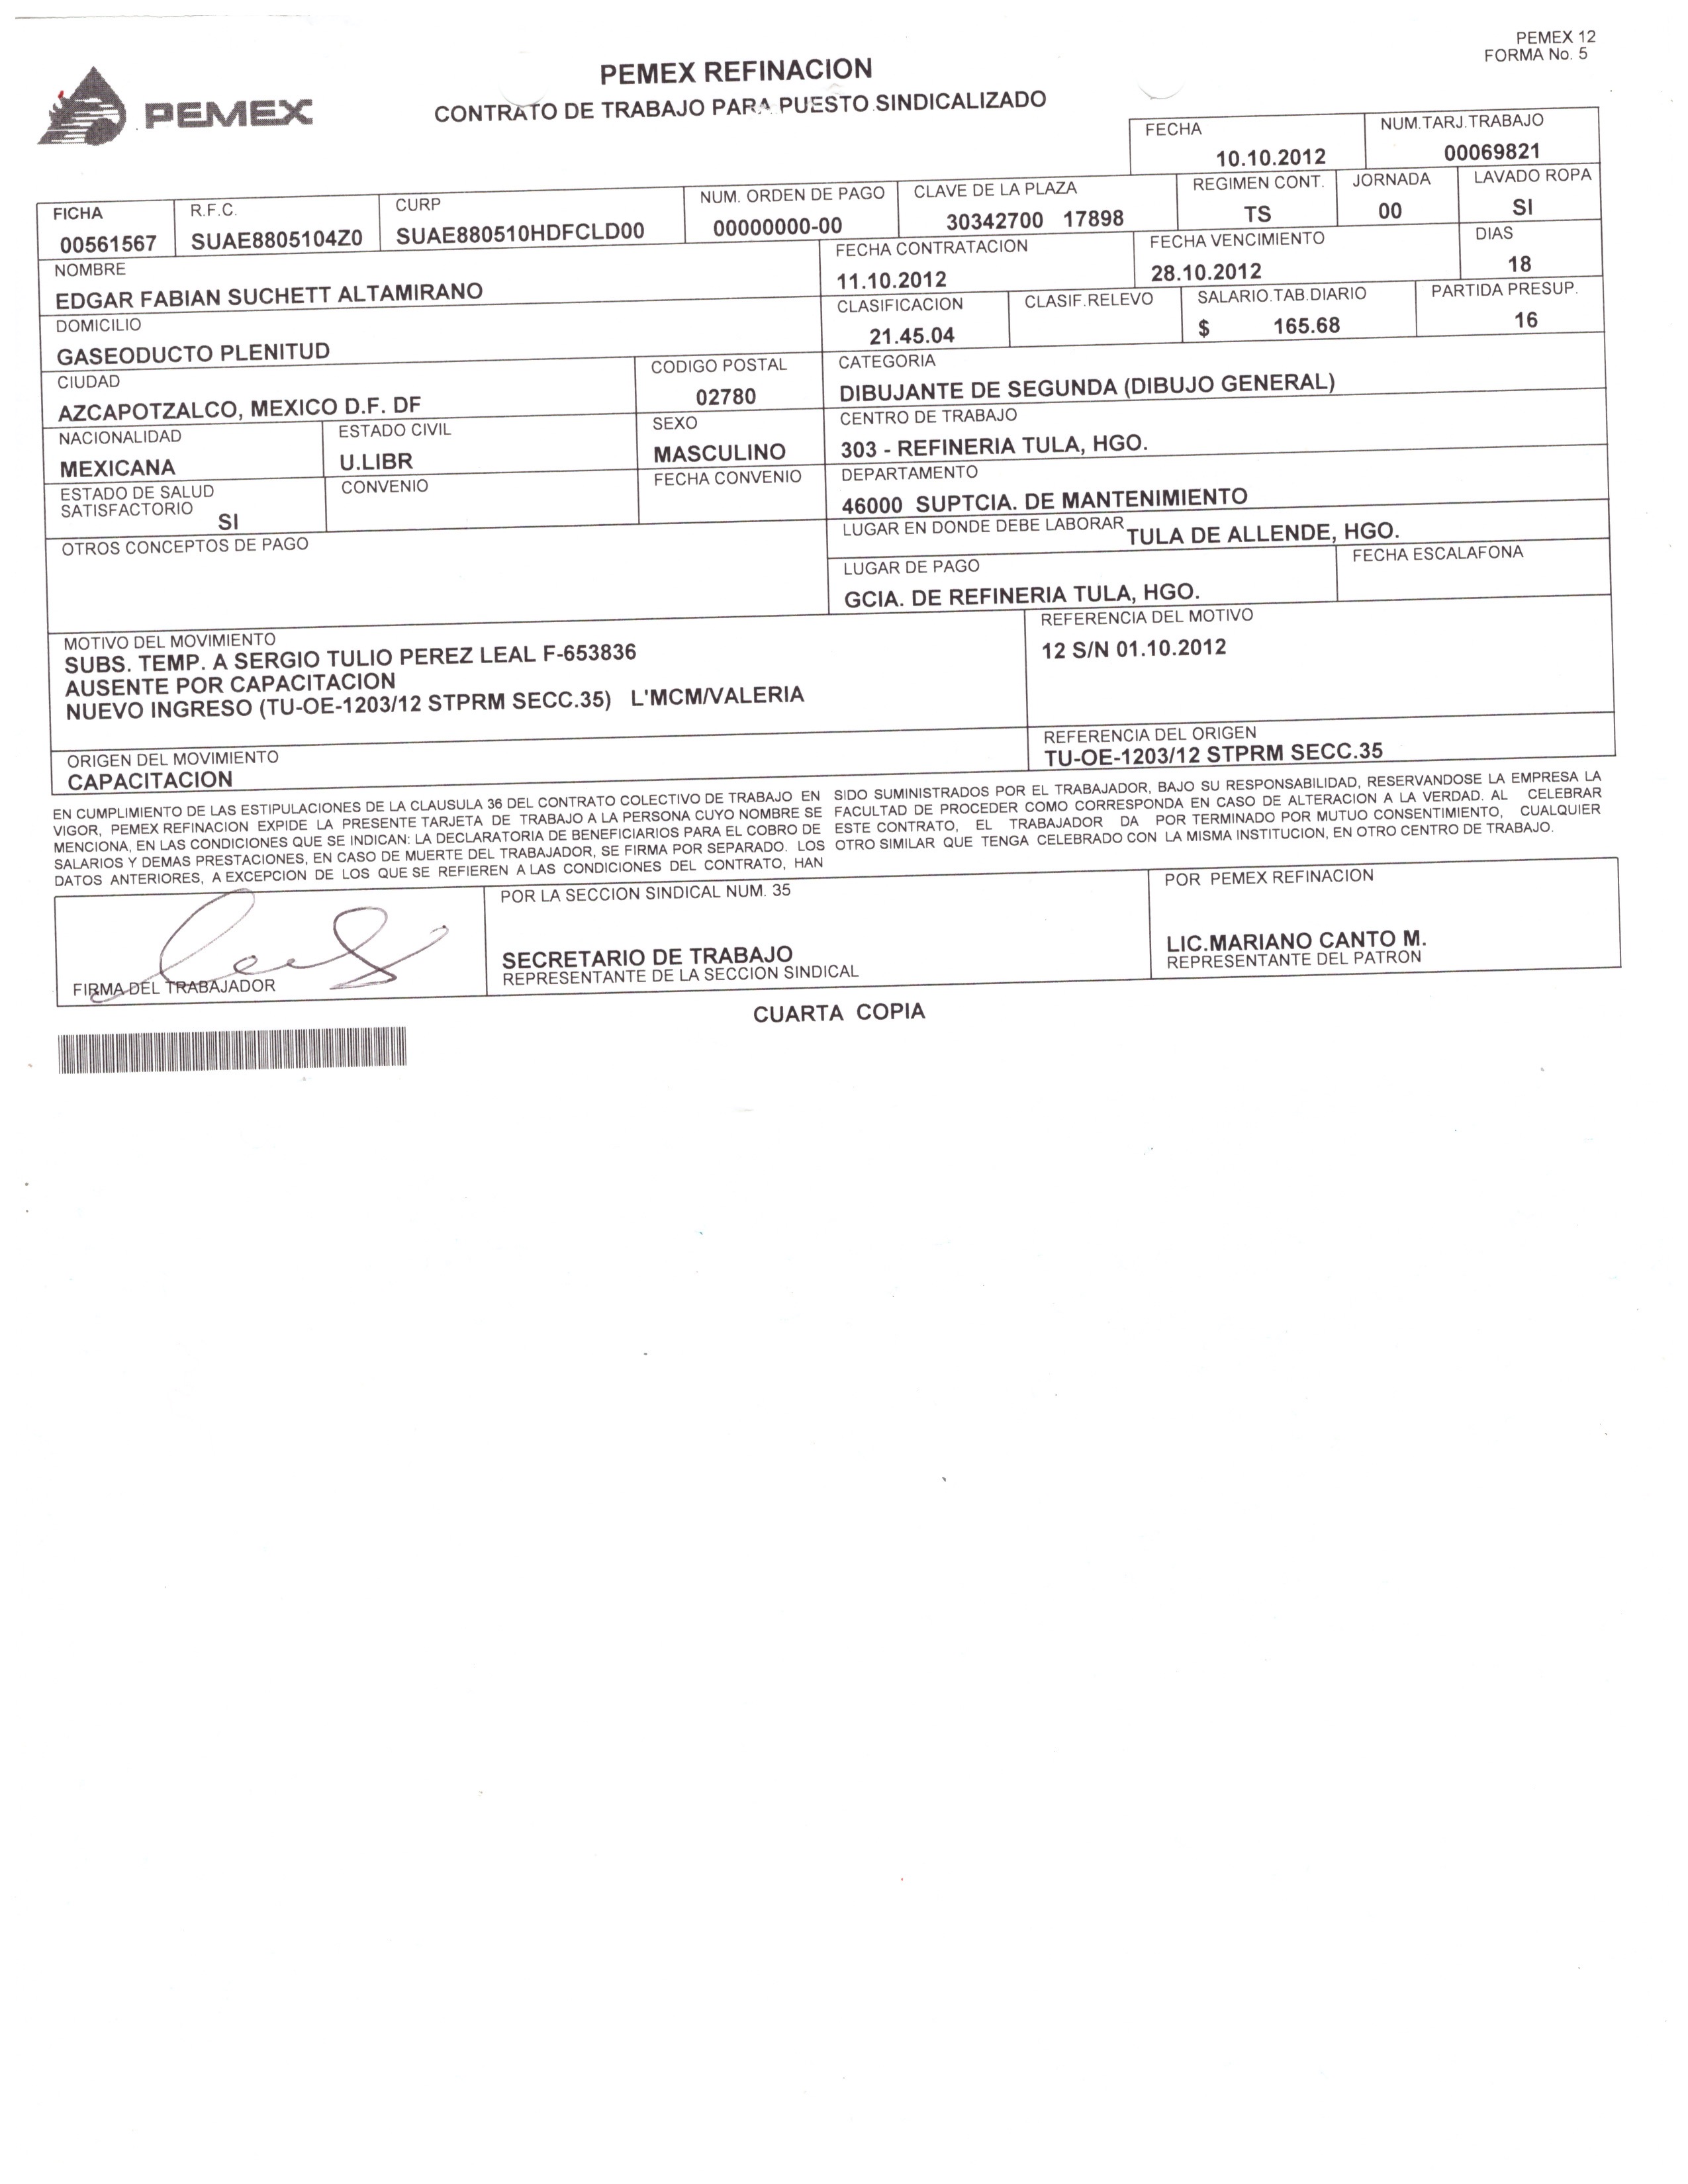 PEMEX 12
FORMA No. 5
PEMEX
PEMEX REFINACION
CONTRATO DE TRABAJO PARA PUESTO SINDICALIZADO
FECHA
10.10.2012
NUM.TARJ.TRABAJO
00069821
FICHA
00561567
R.F.C.
SUAE8805104Z0
CURP
SUAE880510HDFCLD00
NUM. ORDEN DE PAGO
00000000-00
CLAVE DE LA PLAZA
30342700 17898
REGIMEN CONT.
TS
JORNADA
00
LAVADO ROPA
SI
NOMBRE
EDGAR FABIAN SUCHETT ALTAMIRANO
FECHA CONTRATACION
11.10.2012
FECHA VENCIMIENTO
28.10.2012
DIAS
18
DOMICILIO
GASEODUCTO PLENITUD
CLASIFICACION
21.45.04
CLASIF.RELEVO
SALARIO.TAB.DIARIO
$ 165.68
PARTIDA PRESUP.
16
CIUDAD
AZCAPOTZALCO, MEXICO D.F. DF
CODIGO POSTAL
02780
CATEGORIA
DIBUJANTE DE SEGUNDA (DIBUJO GENERAL)
NACIONALIDAD
MEXICANA
ESTADO CIVIL
U.LIBR
SEXO
MASCULINO
CENTRO DE TRABAJO
303 - REFINERIA TULA, HGO.
ESTADO DE SALUD
SATISFACTORIO
SI
CONVENIO
FECHA CONVENIO
DEPARTAMENTO
46000 SUPTCIA. DE MANTENIMIENTO
OTROS CONCEPTOS DE PAGO
LUGAR EN DONDE DEBE LABORAR TULA DE ALLENDE, HGO.
LUGAR DE PAGO
GCIA. DE REFINERIA TULA, HGO.
FECHA ESCALAFONA
MOTIVO DEL MOVIMIENTO
SUBS. TEMP. A SERGIO TULIO PEREZ LEAL F-653836
AUSENTE POR CAPACITACION
NUEVO INGRESO (TU-OE-1203/12 STPRM SECC.35) L'MCM/VALERIA
REFERENCIA DEL MOTIVO
12 S/N 01.10.2012
ORIGEN DEL MOVIMIENTO
CAPACITACION
REFERENCIA DEL ORIGEN
TU-OE-1203/12 STPRM SECC.35
EN CUMPLIMIENTO DE LAS ESTIPULACIONES DE LA CLAUSULA 36 DEL CONTRATO COLECTIVO DE TRABAJO EN
VIGOR, PEMEX REFINACION EXPIDE LA PRESENTE TARJETA DE TRABAJO A LA PERSONA CUYO NOMBRE SE
MENCIONA, EN LAS CONDICIONES QUE SE INDICAN: LA DECLARATORIA DE BENEFICIARIOS PARA EL COBRO DE
SALARIOS Y DEMAS PRESTACIONES, EN CASO DE MUERTE DEL TRABAJADOR, SE FIRMA POR SEPARADO. LOS
DATOS ANTERIORES, A EXCEPCION DE LOS QUE SE REFIEREN A LAS CONDICIONES DEL CONTRATO, HAN
SIDO SUMINISTRADOS POR EL TRABAJADOR, BAJO SU RESPONSABILIDAD, RESERVANDOSE LA EMPRESA LA
FACULTAD DE PROCEDER COMO CORRESPONDA EN CASO DE ALTERACION A LA VERDAD. AL CELEBRAR
ESTE CONTRATO, EL TRABAJADOR DA POR TERMINADO POR MUTUO CONSENTIMIENTO, CUALQUIER
OTRO SIMILAR QUE TENGA CELEBRADO CON LA MISMA INSTITUCION, EN OTRO CENTRO DE TRABAJO.
FIRMA DEL TRABAJADOR
POR LA SECCION SINDICAL NUM. 35
SECRETARIO DE TRABAJO
REPRESENTANTE DE LA SECCION SINDICAL
POR PEMEX REFINACION
LIC.MARIANO CANTO M.
REPRESENTANTE DEL PATRON
CUARTA COPIA